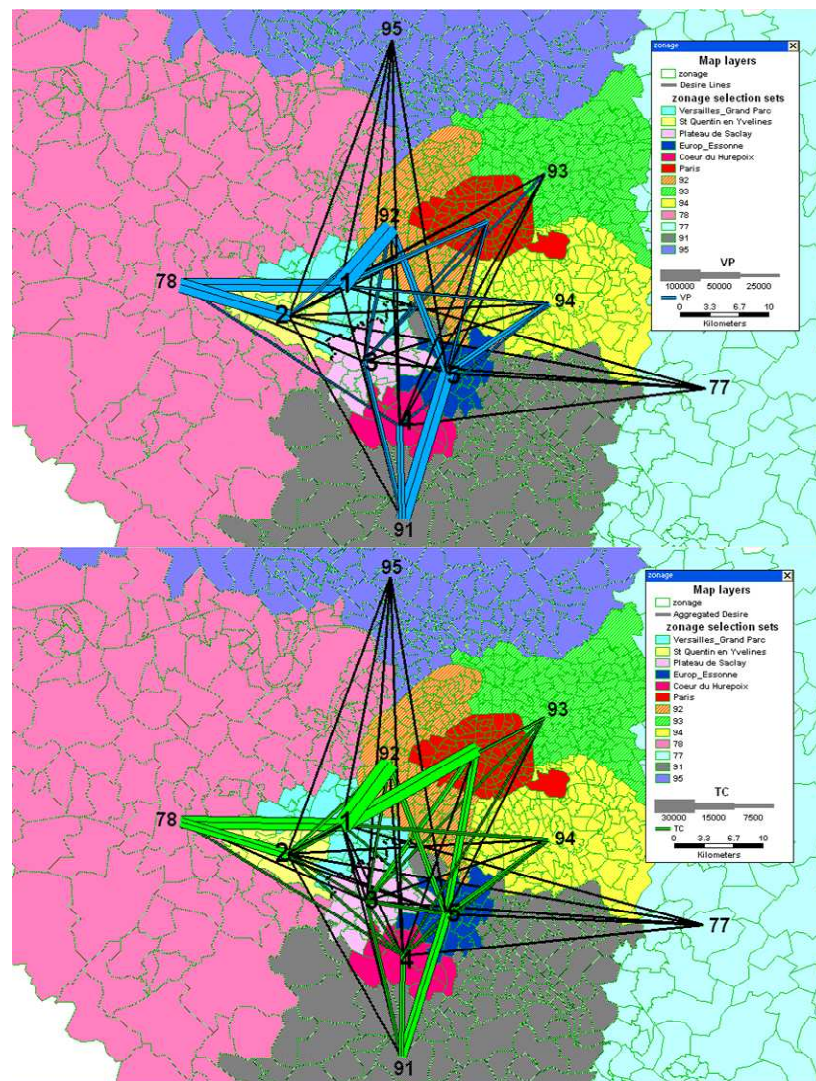 95
93
92
78
1
2
94
3
5
77
4
91
zonage
Map layers
zonage
Desire Lines
zonage selection sets
Versailles_Grand Parc
St Quentin en Yvelines
Plateau de Saclay
Europ_Essonne
Coeur du Hurepoix
Paris
92
93
94
78
77
91
95
VP
100000 50000 25000
VP
0 3.3 6.7 10
Kilometers
95
93
92
78
1
2
94
3
5
77
4
91
zonage
Map layers
zonage
Aggregated Desire
zonage selection sets
Versailles_Grand Parc
St Quentin en Yvelines
Plateau de Saclay
Europ_Essonne
Coeur du Hurepoix
Paris
92
93
94
78
77
91
95
TC
30000 15000 7500
TC
0 3.3 6.7 10
Kilometers